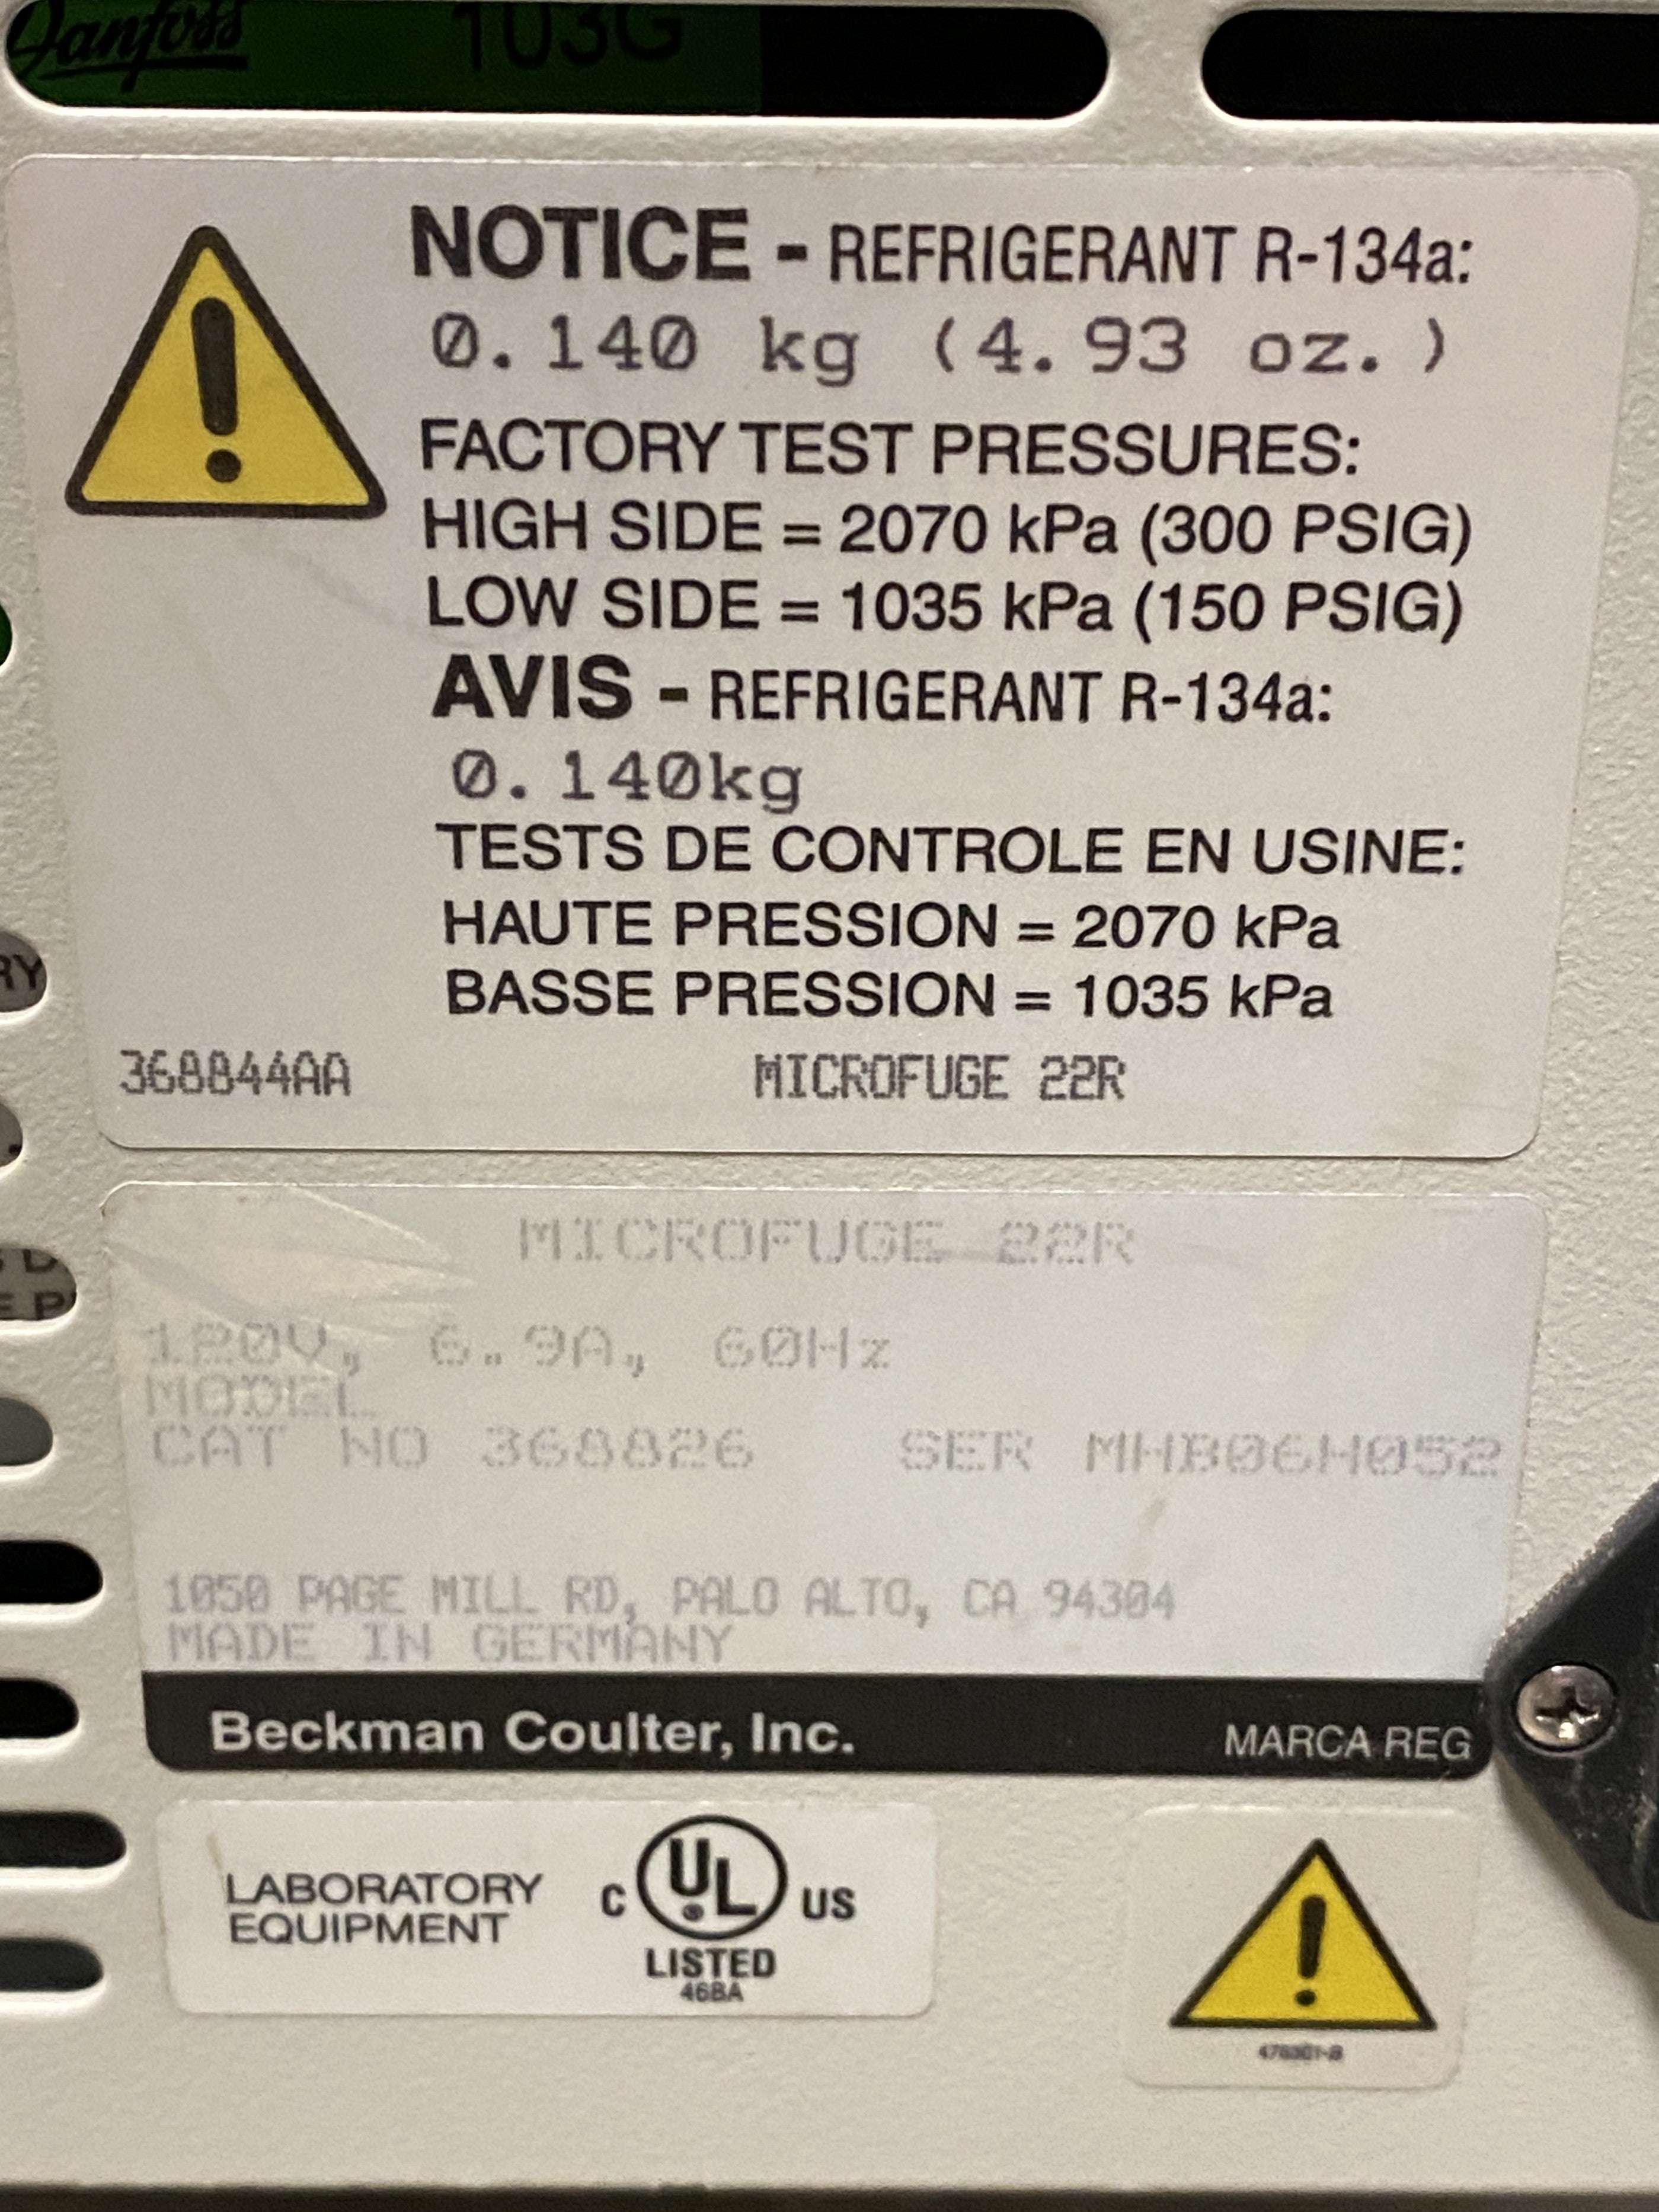 Danfoss 103G
NOTICE - REFRIGERANT R-134a:
0.140 kg (4.93 oz.)
FACTORY TEST PRESSURES:
HIGH SIDE = 2070 kPa (300 PSIG)
LOW SIDE = 1035 kPa (150 PSIG)
AVIS - REFRIGERANT R-134a:
0.140kg
TESTS DE CONTROLE EN USINE:
HAUTE PRESSION = 2070 kPa
BASSE PRESSION = 1035 kPa
368844AA MICROFUGE 22R
MICROFUGE 22R
120V, 6.9A, 60Hz
MODEL
CAT NO 368826 SER MHB06H052
1050 PAGE MILL RD, PALO ALTO, CA 94304
MADE IN GERMANY
Beckman Coulter, Inc. MARCA REG
LABORATORY
EQUIPMENT
C UL US
LISTED
46BA